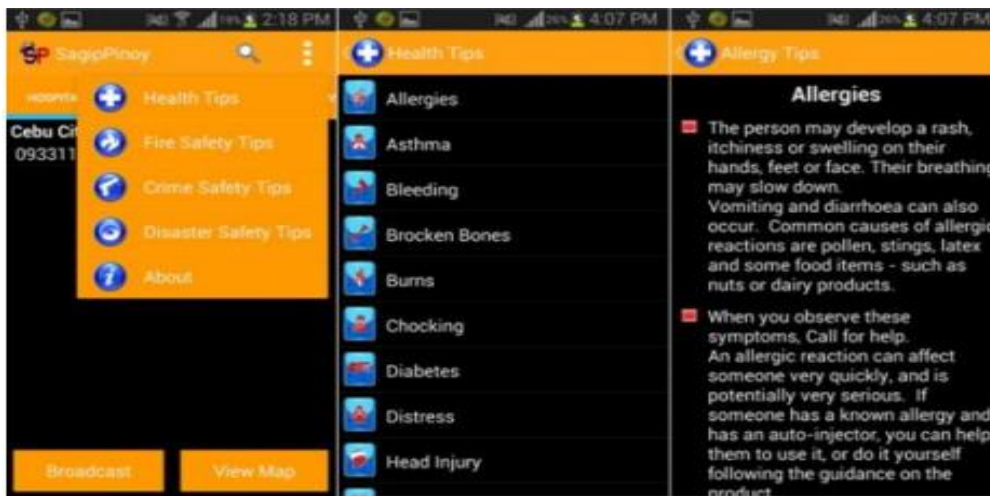 2:18 PM
SagipPinoy
Health Tips
Fire Safety Tips
Crime Safety Tips
Disaster Safety Tips
About
Cebu Cit
093311
Broadcast
View Map
4:07 PM
Health Tips
Allergies
Asthma
Bleeding
Brocken Bones
Burns
Chocking
Diabetes
Distress
Head Injury
4:07 PM
Allergy Tips
Allergies
The person may develop a rash,
itchiness or swelling on their
hands, feet or face. Their breathing
may slow down.
Vomiting and diarrhoea can also
occur. Common causes of allergic
reactions are pollen, stings, latex
and some food items - such as
nuts or dairy products.
When you observe these
symptoms, Call for help.
An allergic reaction can affect
someone very quickly, and is
potentially very serious. If
someone has a known allergy and
has an auto-injector, you can help
them to use it, or do it yourself
following the guidance on the
product